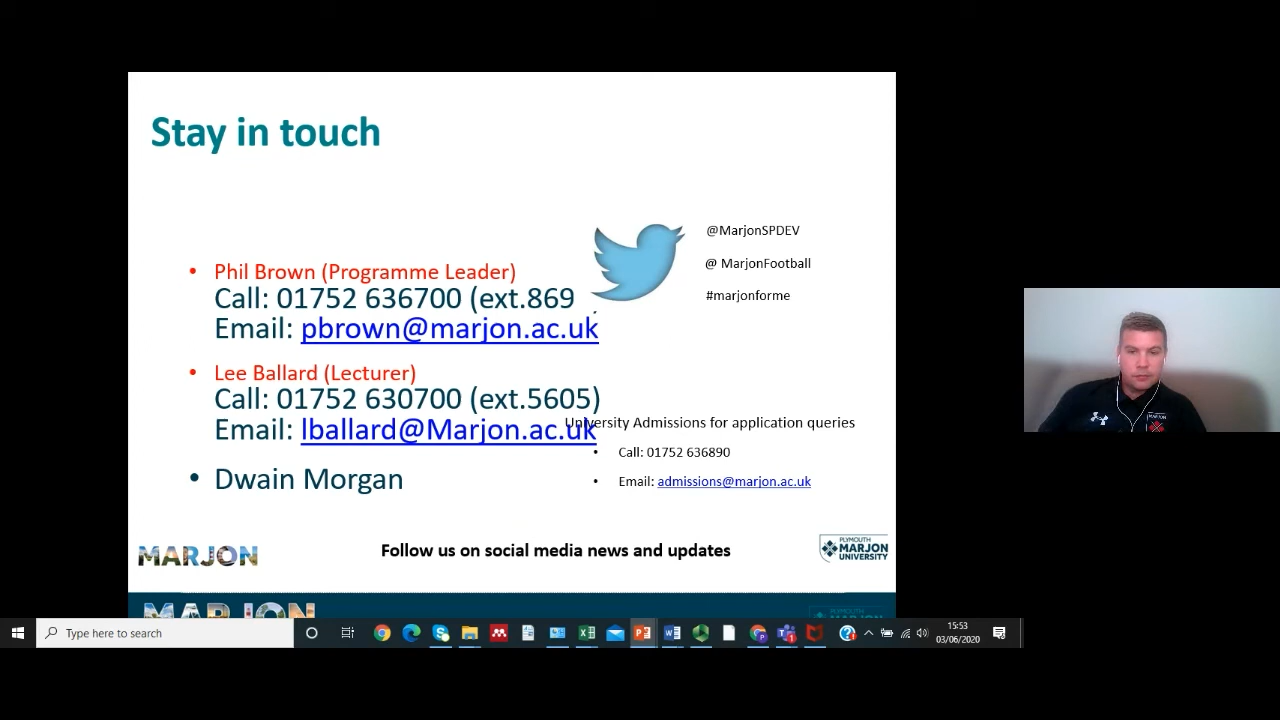 Stay in touch
• Phil Brown (Programme Leader)
Call: 01752 636700 (ext.869
Email: pbrown@marjon.ac.uk
• Lee Ballard (Lecturer)
Call: 01752 630700 (ext.5605)
Email: lballard@Marjon.ac.uk
• Dwain Morgan
@MarjonSPDEV
@ MarjonFootball
#marjonforme
University Admissions for application queries
• Call: 01752 636890
• Email: admissions@marjon.ac.uk
MARJON
Follow us on social media news and updates
PLYMOUTH
MARJON
UNIVERSITY
MARJON
Type here to search
15:53
03/06/2020
MARJON